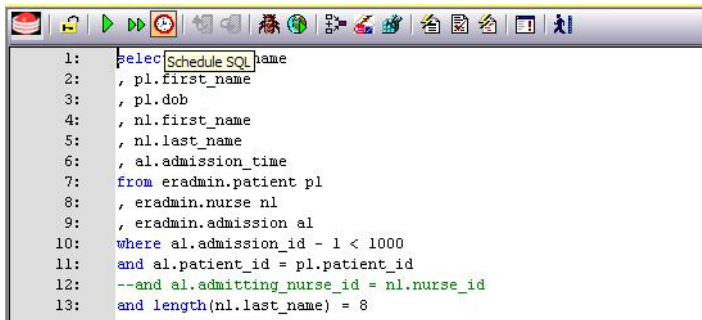 1: selec Schedule SQL name
2: , pl.first_name
3: , pl.dob
4: , nl.first_name
5: , nl.last_name
6: , al.admission_time
7: from eradmin.patient pl
8: , eradmin.nurse nl
9: , eradmin.admission al
10: where al.admission_id - 1 < 1000
11: and al.patient_id = pl.patient_id
12: --and al.admitting_nurse_id = nl.nurse_id
13: and length(nl.last_name) = 8